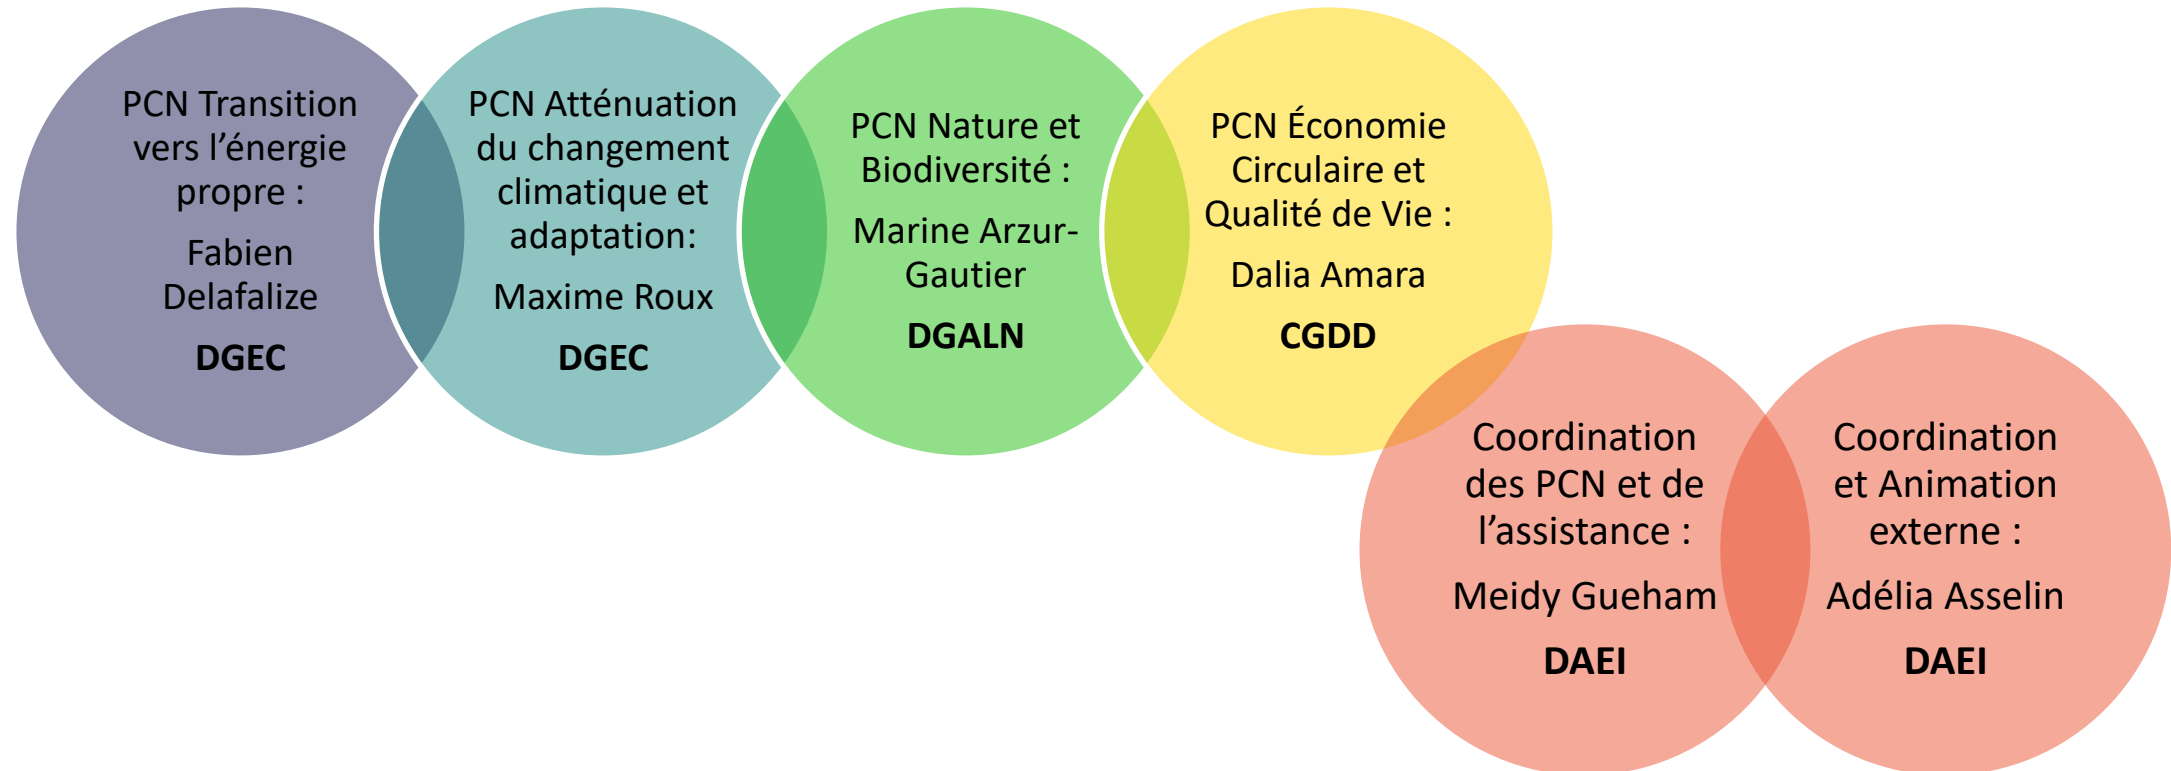 PCN Transition
vers l’énergie
propre :
Fabien
Delafalize
DGEC
PCN Atténuation
du changement
climatique et
adaptation:
Maxime Roux
DGEC
PCN Nature et
Biodiversité :
Marine Arzur-
Gautier
DGALN
PCN Économie
Circulaire et
Qualité de Vie :
Dalia Amara
CGDD
Coordination
des PCN et de
l’assistance :
Meidy Gueham
DAEI
Coordination
et Animation
externe :
Adélia Asselin
DAEI